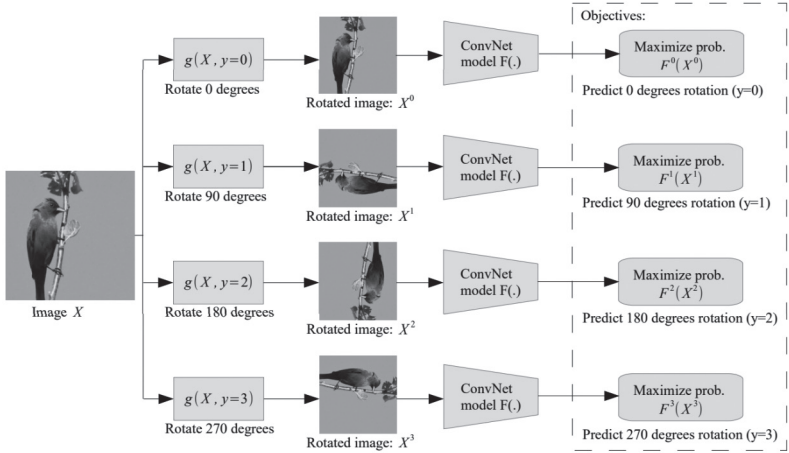 Objectives:
g(X, y=0)
Rotate 0 degrees
Rotated image: X⁰
ConvNet
model F(.)
Maximize prob.
F⁰(X⁰)
Predict 0 degrees rotation (y=0)
g(X, y=1)
Rotate 90 degrees
Rotated image: X¹
ConvNet
model F(.)
Maximize prob.
F¹(X¹)
Predict 90 degrees rotation (y=1)
Image X
g(X, y=2)
Rotate 180 degrees
Rotated image: X²
ConvNet
model F(.)
Maximize prob.
F²(X²)
Predict 180 degrees rotation (y=2)
g(X, y=3)
Rotate 270 degrees
Rotated image: X³
ConvNet
model F(.)
Maximize prob.
F³(X³)
Predict 270 degrees rotation (y=3)